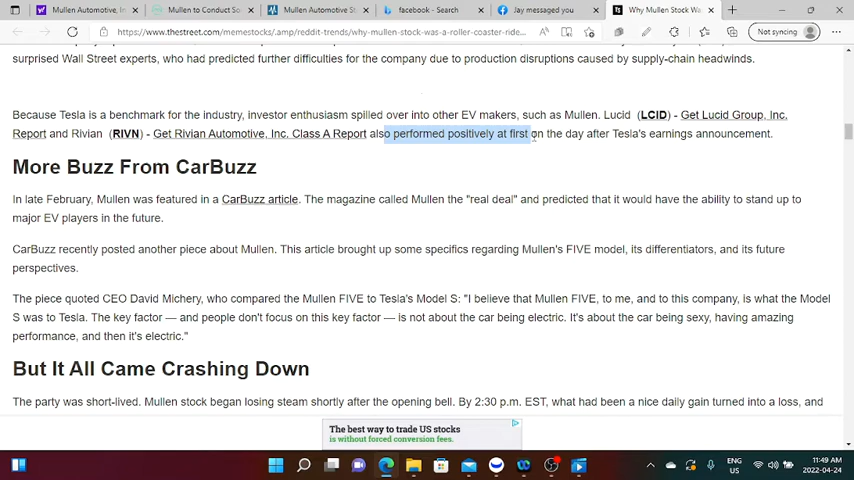 Mullen Automotive, In
Mullen to Conduct So
Mullen Automotive St
facebook - Search
Jay messaged you
Why Mullen Stock Wa
https://www.thestreet.com/memestocks/.amp/reddit-trends/why-mullen-stock-was-a-roller-coaster-ride...
Not syncing
surprised Wall Street experts, who had predicted further difficulties for the company due to production disruptions caused by supply-chain headwinds.
Because Tesla is a benchmark for the industry, investor enthusiasm spilled over into other EV makers, such as Mullen. Lucid (LCID) - Get Lucid Group, Inc.
Report and Rivian (RIVN) - Get Rivian Automotive, Inc. Class A Report also performed positively at first on the day after Tesla's earnings announcement.
More Buzz From CarBuzz
In late February, Mullen was featured in a CarBuzz article. The magazine called Mullen the "real deal" and predicted that it would have the ability to stand up to
major EV players in the future.
CarBuzz recently posted another piece about Mullen. This article brought up some specifics regarding Mullen's FIVE model, its differentiators, and its future
perspectives.
The piece quoted CEO David Michery, who compared the Mullen FIVE to Tesla's Model S: "I believe that Mullen FIVE, to me, and to this company, is what the Model
S was to Tesla. The key factor — and people don't focus on this key factor — is not about the car being electric. It's about the car being sexy, having amazing
performance, and then it's electric."
But It All Came Crashing Down
The party was short-lived. Mullen stock began losing steam shortly after the opening bell. By 2:30 p.m. EST, what had been a nice daily gain turned into a loss, and
The best way to trade US stocks
is without forced conversion fees.
ENG
US
11:49 AM
2022-04-24